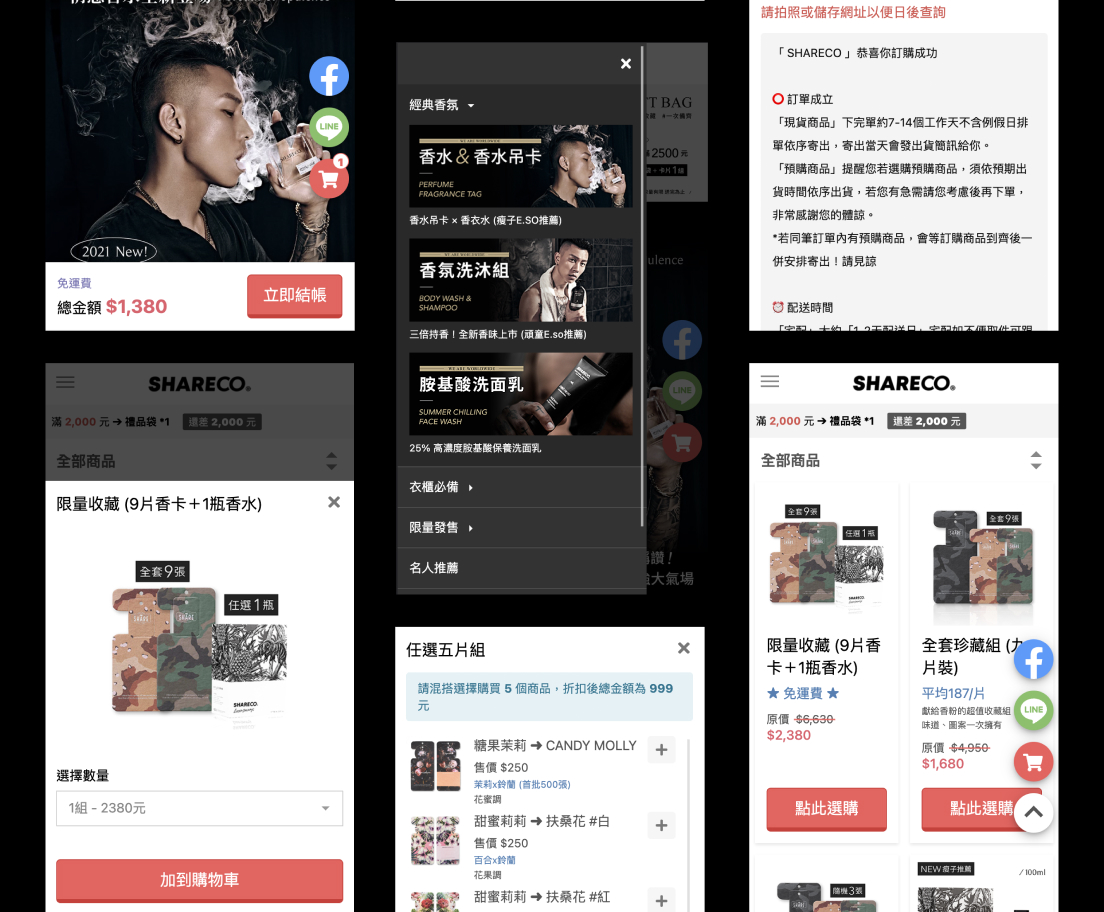 2021 New!
LINE
1
免運費
總金額 $1,380
立即結帳
經典香氛
WE ARE WORLDWIDE
香水&香水吊卡
PERFUME
FRAGRANCE TAG
香水吊卡 × 香衣水 (瘦子E.SO推薦)
WE ARE WORLDWIDE
香氛洗沐組
BODY WASH &
SHAMPOO
三倍持香！全新香味上市 (頑童E.so推薦)
WE ARE WORLDWIDE
胺基酸洗面乳
SUMMER CHILLING
FACE WASH
25% 高濃度胺基酸保養洗面乳
衣櫃必備
限量發售
名人推薦
T BAG
2500 元
LINE
強大氣場
請拍照或儲存網址以便日後查詢
「 SHARECO 」恭喜你訂購成功
⭕ 訂單成立
「現貨商品」下完單約7-14個工作天不含例假日排
單依序寄出，寄出當天會發出貨簡訊給你。
「預購商品」提醒您若選購預購商品，須依預期出
貨時間依序出貨，若您有急需請您考慮後再下單，
非常感謝您的體諒。
*若同筆訂單內有預購商品，會等訂購商品到齊後一
併安排寄出！請見諒
⏰ 配送時間
SHARECO.
滿 2,000 元 ➔ 禮品袋 *1 還差 2,000 元
全部商品
限量收藏 (9片香卡＋1瓶香水)
全套9張
任選1瓶
選擇數量
1組 - 2380元
加到購物車
任選五片組
請混搭選擇購買 5 個商品，折扣後總金額為 999
元
糖果茉莉 ➔ CANDY MOLLY
售價 $250
茉莉x鈴蘭 (首批500張)
花蜜調
甜蜜莉莉 ➔ 扶桑花 #白
售價 $250
百合x鈴蘭
花果調
甜蜜莉莉 ➔ 扶桑花 #紅
SHARECO.
滿 2,000 元 ➔ 禮品袋 *1 還差 2,000 元
全部商品
全套9張
任選1瓶
限量收藏 (9片香
卡＋1瓶香水)
★ 免運費 ★
原價 $6,630
$2,380
點此選購
全套9張
全套珍藏組 (九
片裝)
平均187/片
獻給香粉的超值收藏組
味道、圖案一次擁有
原價 $4,950
$1,680
點此選購
LINE
隨機3張
NEW 瘦子推薦
/ 100ml